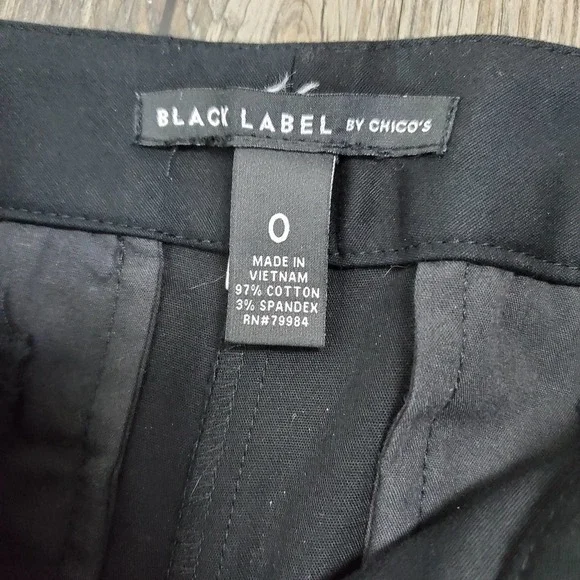 BLACK LABEL BY CHICO'S
0
MADE IN
VIETNAM
97% COTTON
3% SPANDEX
RN#79984